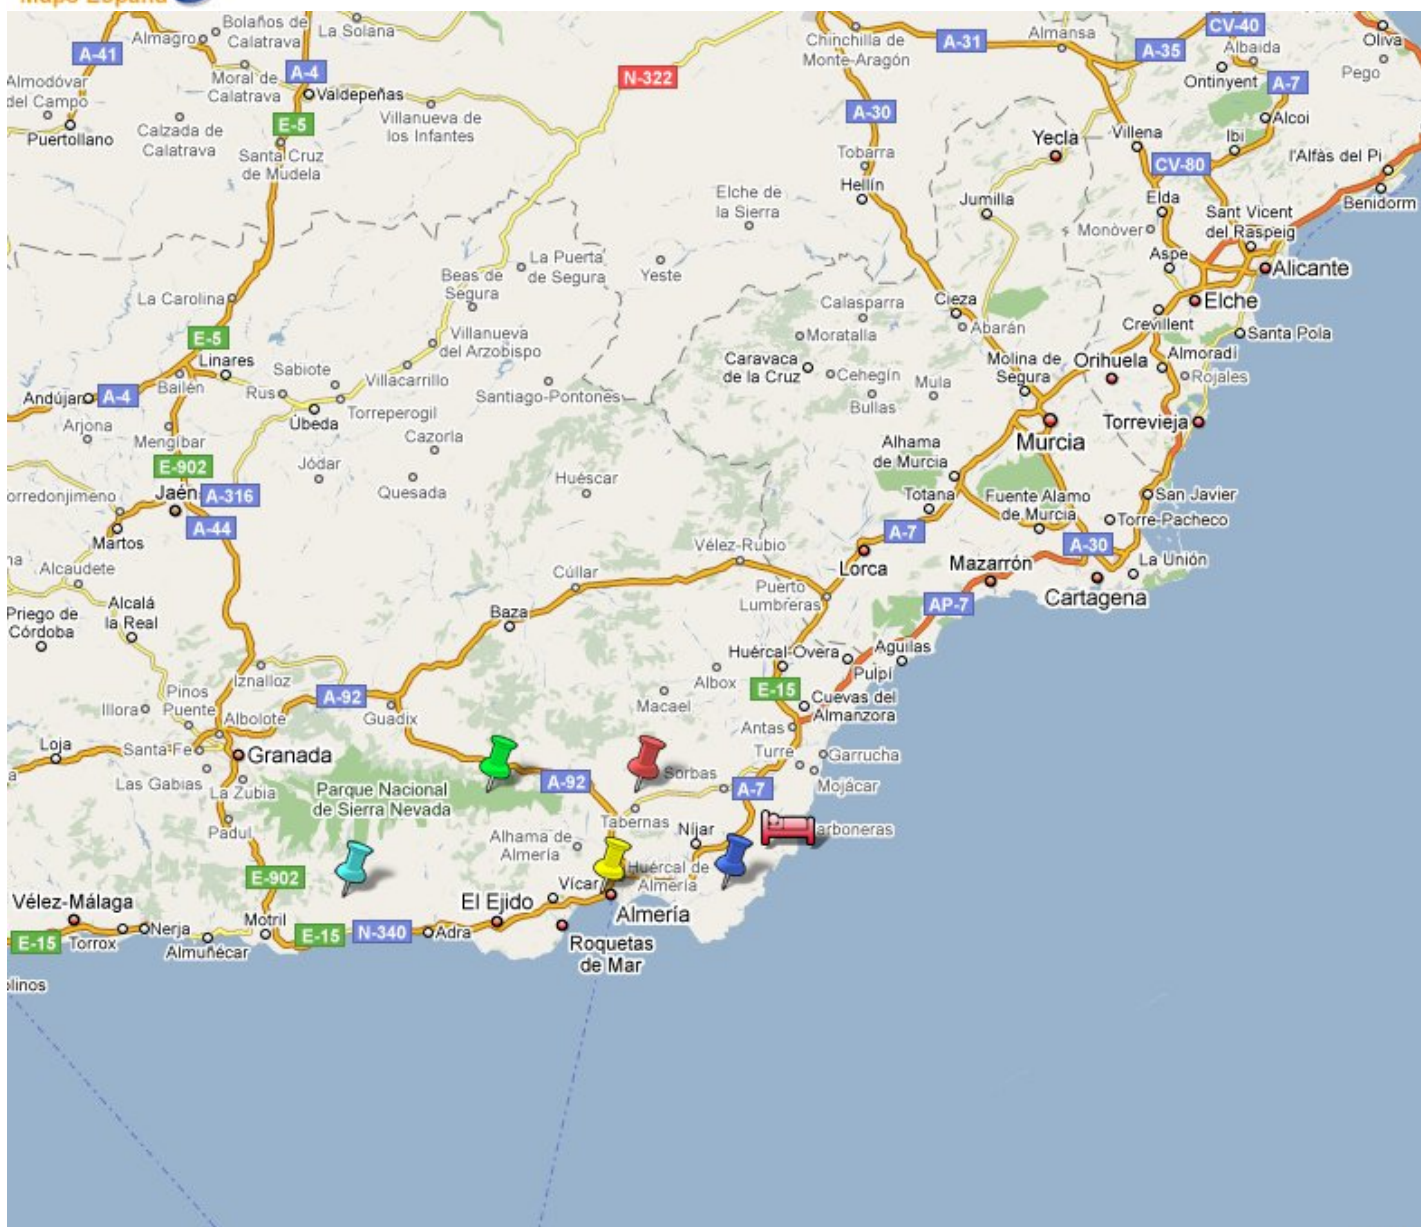 Mapo España
Bolaños de
Calatrava
La Solana
Almagro
A-41
Chinchilla de
Monte-Aragón
A-31
Almansa
CV-40
A-35
Albaida
Oliva
Pego
Almodóvar
del Campo
Moral de
Calatrava
A-4
Valdepeñas
N-322
Ontinyent
A-7
Puertollano
Calzada de
Calatrava
E-5
Villanueva de
los Infantes
A-30
Alcoi
Santa Cruz
de Mudela
Yecla
Villena
Ibi
Tobarra
CV-80
l'Alfàs del Pi
Hellín
Elche de
la Sierra
Jumilla
Elda
Benidorm
Monòver
Sant Vicent
del Raspeig
Aspe
Alicante
La Puerta
de Segura
Yeste
Beas de
Segura
La Carolina
Calasparra
Cieza
Elche
Abarán
Crevillent
Santa Pola
E-5
Villanueva
del Arzobispo
Moratalla
Linares
Sabiote
Caravaca
de la Cruz
Cehegín
Mula
Molina de
Segura
Orihuela
Almoradí
Rojales
Bailén
Villacarrillo
Rus
Santiago-Pontones
Bullas
Andújar
A-4
Torreperogil
Úbeda
Arjona
Mengíbar
Cazorla
Murcia
Torrevieja
Alhama
de Murcia
E-902
Jódar
Quesada
Huéscar
Totana
Fuente Alamo
de Murcia
San Javier
orredonjimeno
Jaén
A-316
A-44
Martos
Torre-Pacheco
A-7
A-30
Vélez-Rubio
Lorca
Mazarrón
La Unión
Alcaudete
Cúllar
Puerto
Lumbreras
Cartagena
AP-7
Priego de
Córdoba
Alcalá
la Real
Baza
Huércal-Overa
Aguilas
Pulpí
Iznalloz
Albox
E-15
Pinos
Puente
A-92
Macael
Cuevas del
Almanzora
Illora
Albolote
Guadix
Antas
Loja
Santa Fe
Granada
Turre
Garrucha
Las Gabias
La Zubia
Parque Nacional
de Sierra Nevada
A-92
Sorbas
A-7
Mojácar
Padul
Tabernas
Alhama de
Almería
Níjar
arboneras
E-902
Huércal de
Almería
Vícar
Vélez-Málaga
El Ejido
Almería
Motril
E-15
Torrox
Nerja
Almuñécar
E-15
N-340
Adra
Roquetas
de Mar
olinos